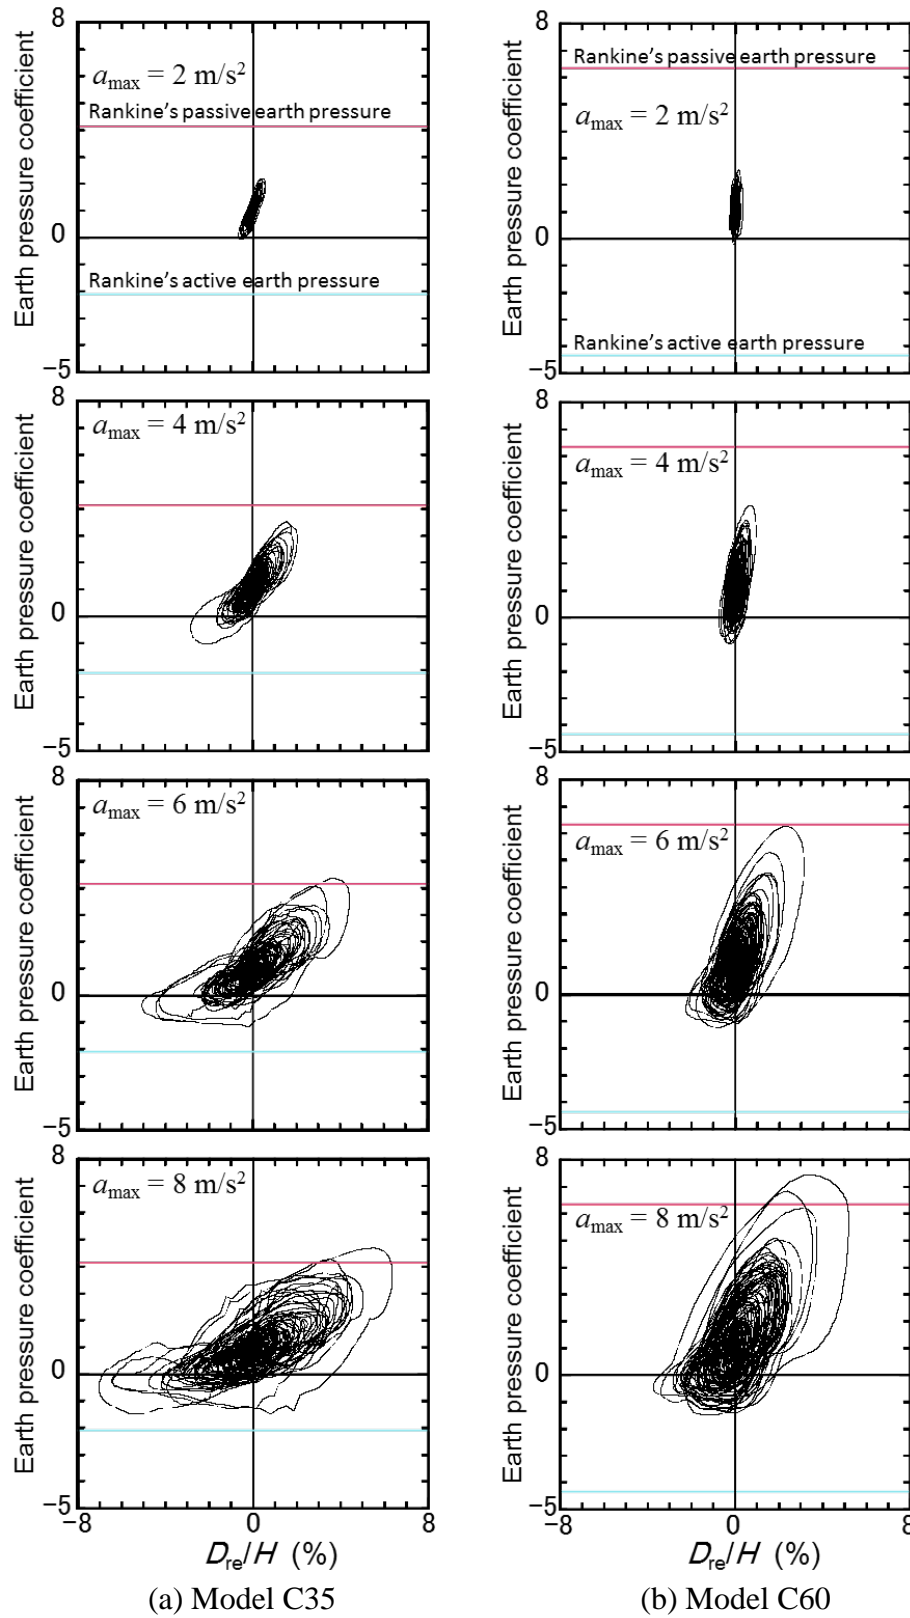 8
Earth pressure coefficient
a_max = 2 m/s²
Rankine's passive earth pressure
0
Rankine's active earth pressure
−5
8
Earth pressure coefficient
a_max = 4 m/s²
0
−5
8
Earth pressure coefficient
a_max = 6 m/s²
0
−5
8
Earth pressure coefficient
a_max = 8 m/s²
0
−5
−8 0 8
D_re/H (%)
(a) Model C35
8
Earth pressure coefficient
Rankine's passive earth pressure
a_max = 2 m/s²
0
Rankine's active earth pressure
−5
8
Earth pressure coefficient
a_max = 4 m/s²
0
−5
8
Earth pressure coefficient
a_max = 6 m/s²
0
−5
8
Earth pressure coefficient
a_max = 8 m/s²
0
−5
−8 0 8
D_re/H (%)
(b) Model C60